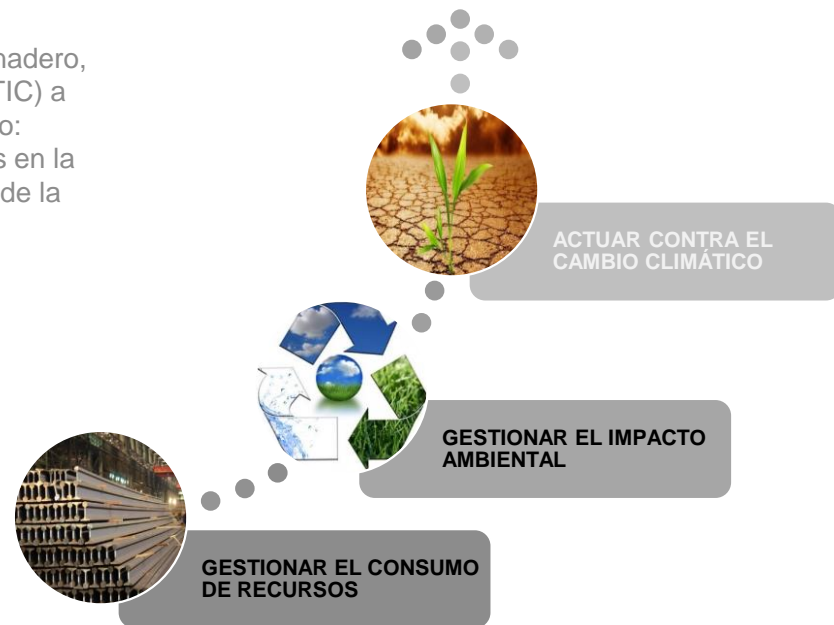 nadero,
TIC) a
o:
s en la
de la
ACTUAR CONTRA EL
CAMBIO CLIMÁTICO
GESTIONAR EL IMPACTO
AMBIENTAL
GESTIONAR EL CONSUMO
DE RECURSOS